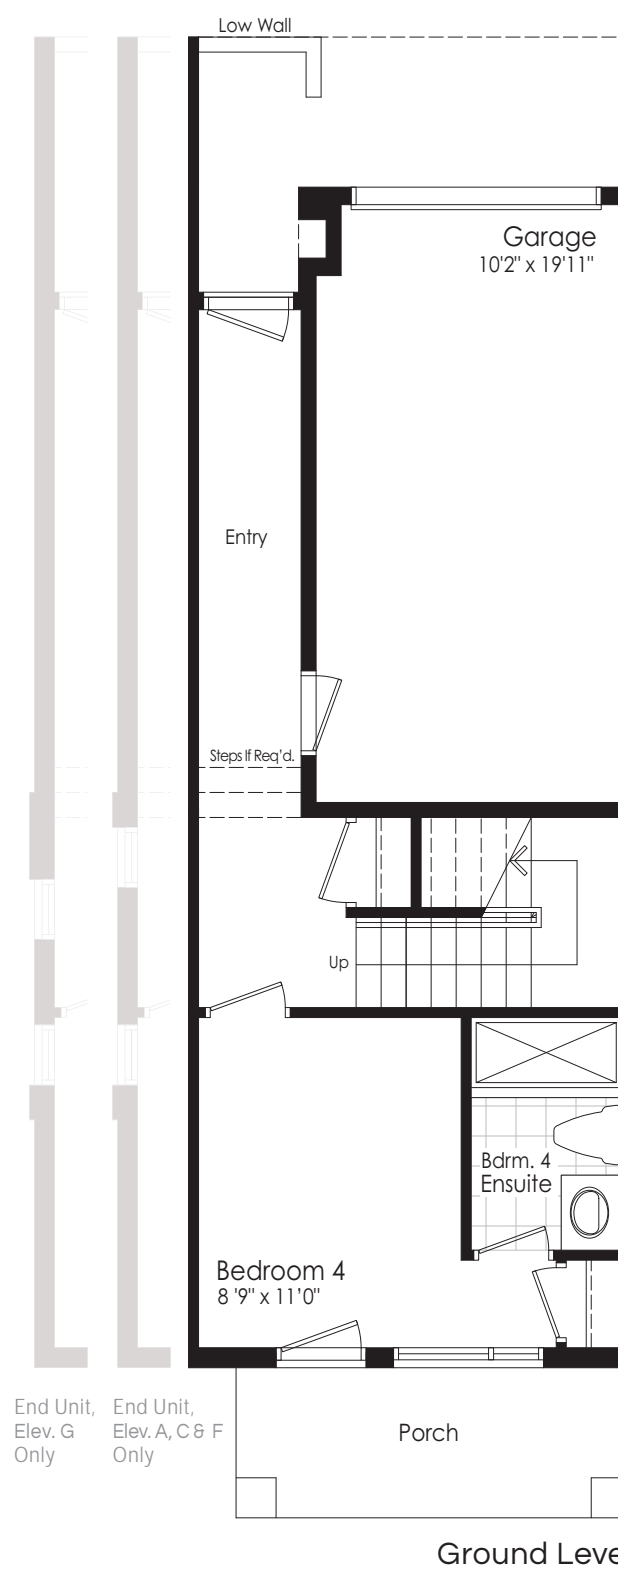 Low Wall
Garage
10'2" x 19'11"
Entry
Steps If Req'd.
Up
Bdrm. 4
Ensuite
Bedroom 4
8 '9" x 11'0"
End Unit,
Elev. G
Only
End Unit,
Elev. A, C & F
Only
Porch
Ground Leve